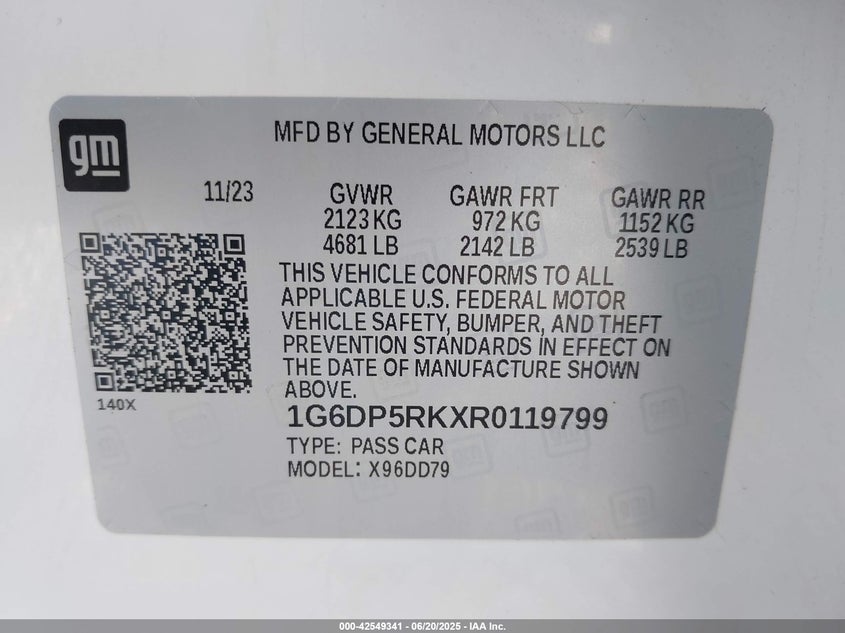 gm
MFD BY GENERAL MOTORS LLC
11/23 GVWR GAWR FRT GAWR RR
2123 KG 972 KG 1152 KG
4681 LB 2142 LB 2539 LB
THIS VEHICLE CONFORMS TO ALL
APPLICABLE U.S. FEDERAL MOTOR
VEHICLE SAFETY, BUMPER, AND THEFT
PREVENTION STANDARDS IN EFFECT ON
THE DATE OF MANUFACTURE SHOWN
ABOVE.
140X
1G6DP5RKXR0119799
TYPE: PASS CAR
MODEL: X96DD79
000-42549341 / 06/20/2025 - IAA Inc.